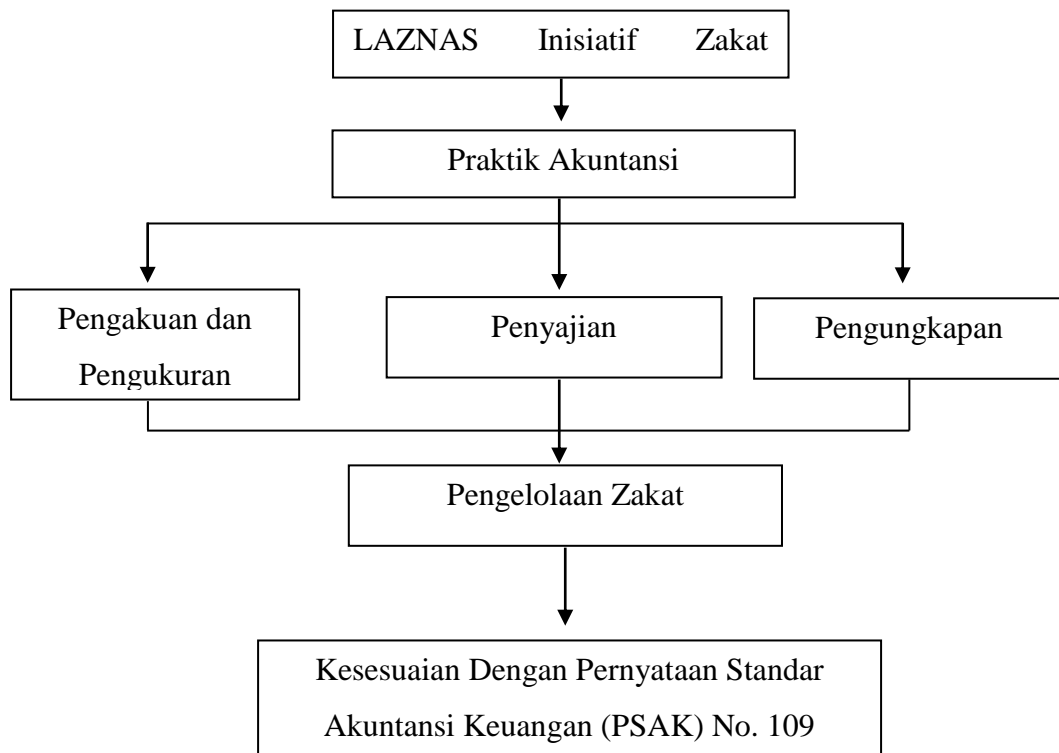 LAZNAS Inisiatif Zakat
Praktik Akuntansi
Pengakuan dan
Pengukuran
Penyajian
Pengungkapan
Pengelolaan Zakat
Kesesuaian Dengan Pernyataan Standar
Akuntansi Keuangan (PSAK) No. 109